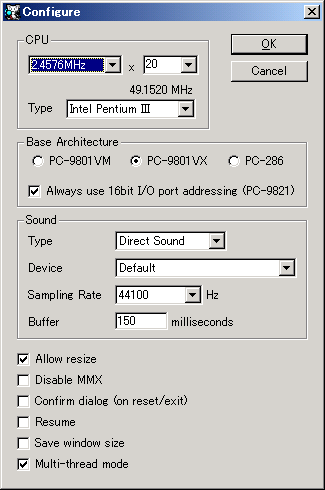 Configure
CPU
2.4576MHz x 20
49.1520 MHz
Type Intel Pentium III
OK
Cancel
Base Architecture
PC-9801VM PC-9801VX PC-286
Always use 16bit I/O port addressing (PC-9821)
Sound
Type Direct Sound
Device Default
Sampling Rate 44100 Hz
Buffer 150 milliseconds
Allow resize
Disable MMX
Confirm dialog (on reset/exit)
Resume
Save window size
Multi-thread mode